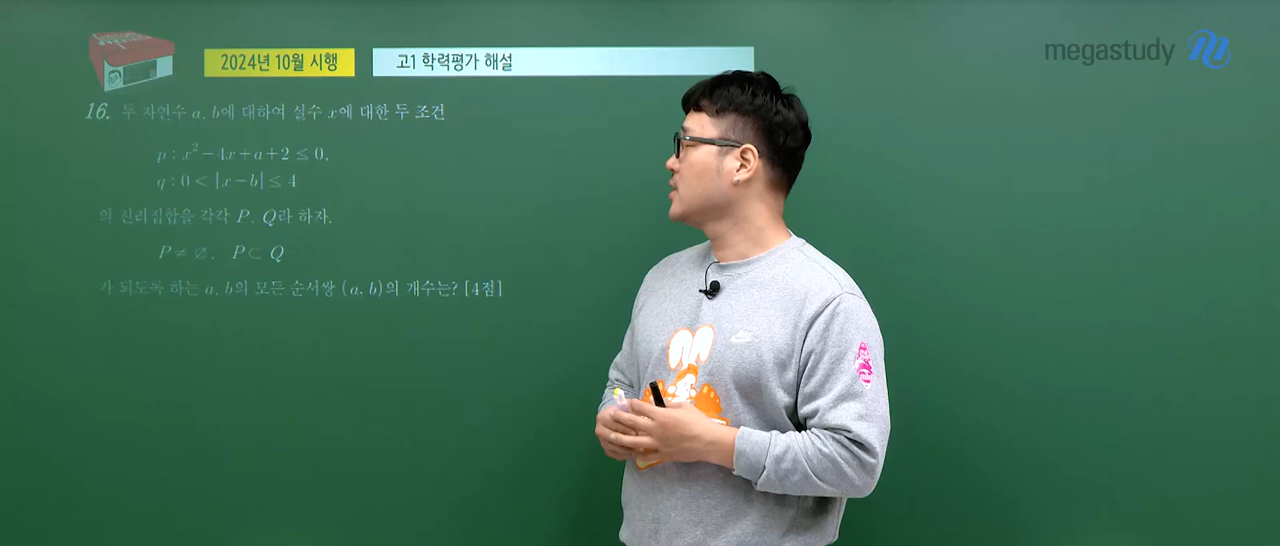 2024년 10월 시행
고1 학력평가 해설
megastudy
16. 두 자연수 a, b에 대하여 실수 x에 대한 두 조건
p : x² − 4x + a + 2 ≤ 0,
q : 0 < |x − b| ≤ 4
의 진리집합을 각각 P, Q라 하자.
P ≠ ∅, P ⊂ Q
가 되도록 하는 a, b의 모든 순서쌍 (a, b)의 개수는? [4점]